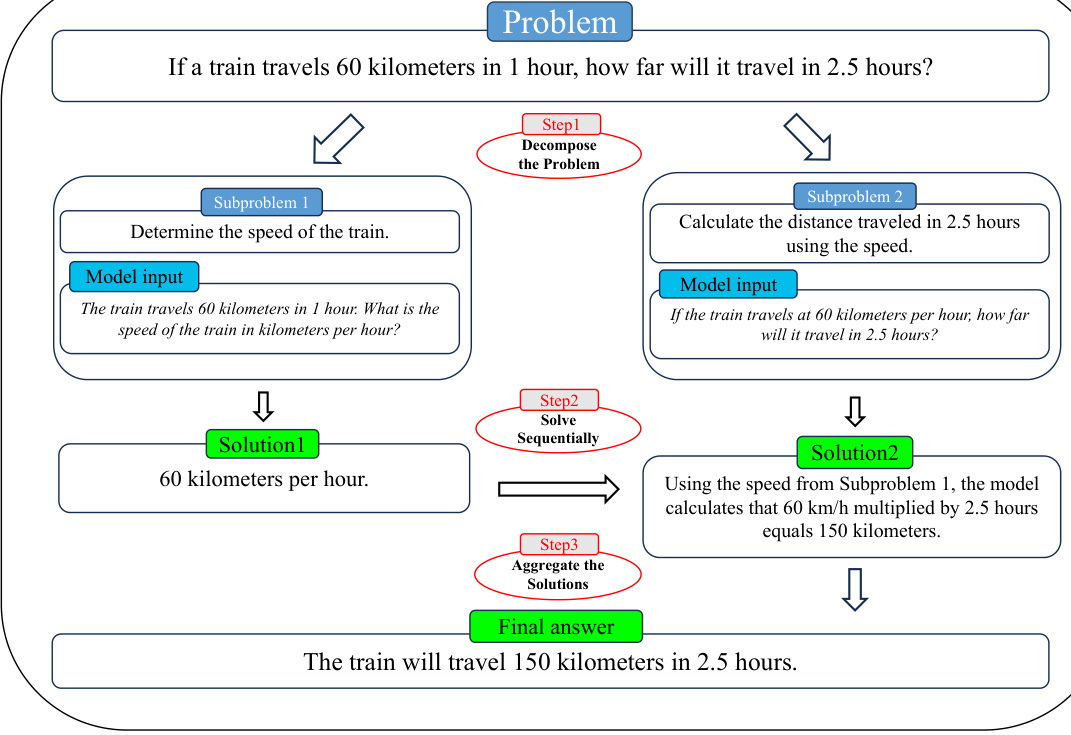 Problem
If a train travels 60 kilometers in 1 hour, how far will it travel in 2.5 hours?
Step1
Decompose
the Problem
Subproblem 1
Determine the speed of the train.
Model input
The train travels 60 kilometers in 1 hour. What is the
speed of the train in kilometers per hour?
Subproblem 2
Calculate the distance traveled in 2.5 hours
using the speed.
Model input
If the train travels at 60 kilometers per hour, how far
will it travel in 2.5 hours?
Step2
Solve
Sequentially
Solution1
60 kilometers per hour.
Solution2
Using the speed from Subproblem 1, the model
calculates that 60 km/h multiplied by 2.5 hours
equals 150 kilometers.
Step3
Aggregate the
Solutions
Final answer
The train will travel 150 kilometers in 2.5 hours.